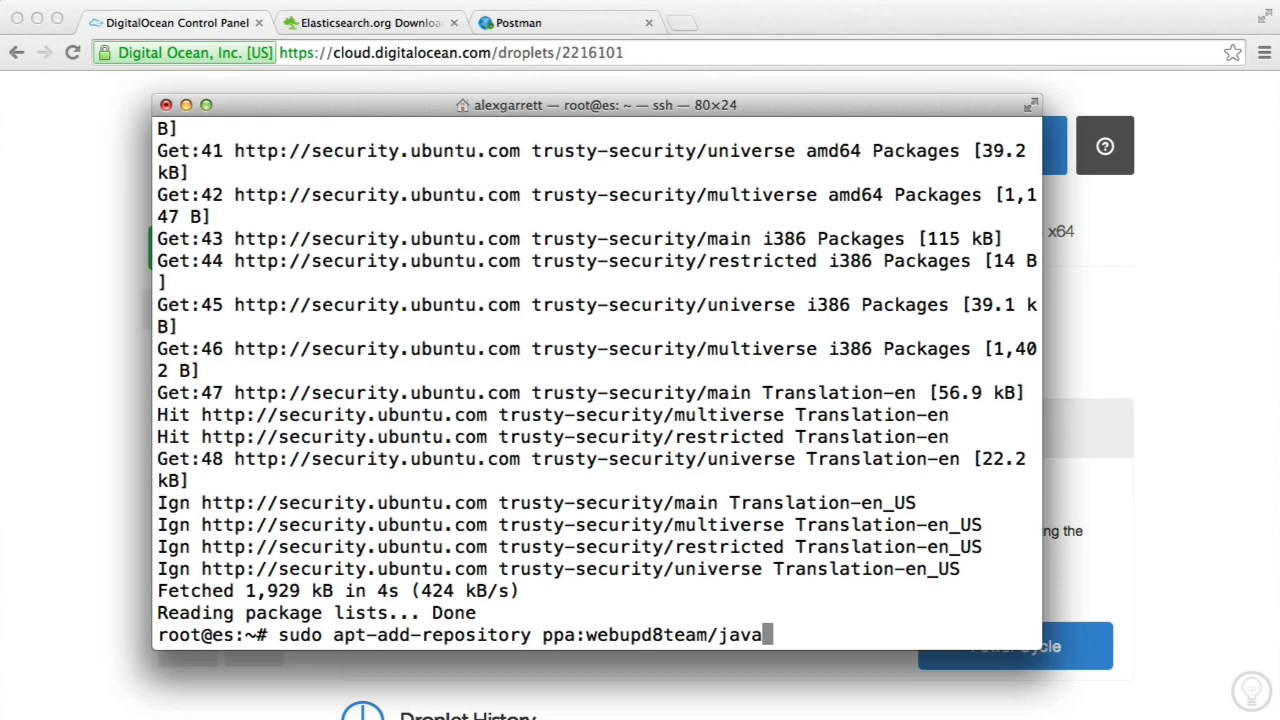 DigitalOcean Control Panel
Elasticsearch.org Downloa
Postman
Digital Ocean, Inc. [US]
https://cloud.digitalocean.com/droplets/2216101
alexgarrett — root@es: ~ — ssh — 80×24
B]
Get:41 http://security.ubuntu.com trusty-security/universe amd64 Packages [39.2
kB]
Get:42 http://security.ubuntu.com trusty-security/multiverse amd64 Packages [1,1
47 B]
Get:43 http://security.ubuntu.com trusty-security/main i386 Packages [115 kB]
Get:44 http://security.ubuntu.com trusty-security/restricted i386 Packages [14 B
]
Get:45 http://security.ubuntu.com trusty-security/universe i386 Packages [39.1 k
B]
Get:46 http://security.ubuntu.com trusty-security/multiverse i386 Packages [1,40
2 B]
Get:47 http://security.ubuntu.com trusty-security/main Translation-en [56.9 kB]
Hit http://security.ubuntu.com trusty-security/multiverse Translation-en
Hit http://security.ubuntu.com trusty-security/restricted Translation-en
Get:48 http://security.ubuntu.com trusty-security/universe Translation-en [22.2
kB]
Ign http://security.ubuntu.com trusty-security/main Translation-en_US
Ign http://security.ubuntu.com trusty-security/multiverse Translation-en_US
Ign http://security.ubuntu.com trusty-security/restricted Translation-en_US
Ign http://security.ubuntu.com trusty-security/universe Translation-en_US
Fetched 1,929 kB in 4s (424 kB/s)
Reading package lists... Done
root@es:~# sudo apt-add-repository ppa:webupd8team/java
x64
ng the
Power Cycle
Droplet History